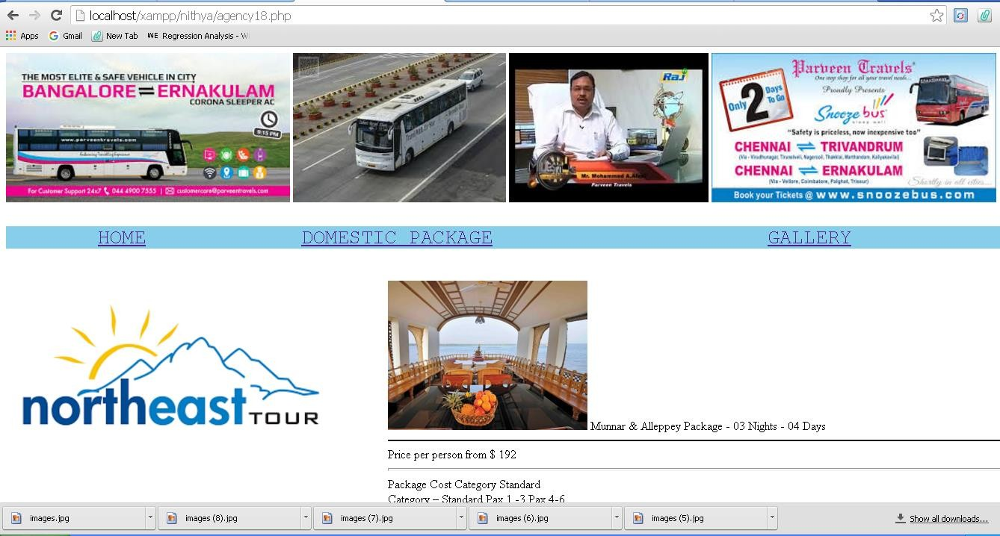 localhost/xampp/nithya/agency18.php
Apps Gmail New Tab WE Regression Analysis - W
THE MOST ELITE & SAFE VEHICLE IN CITY
BANGALORE ⇌ ERNAKULAM
CORONA SLEEPER AC
9:15 PM
www.parveentravels.com
For Customer Support 24x7 044 4900 7555 | customercare@parveentravels.com
Raj
Mr. Mohammed A.
Parveen Travels
Parveen Travels
One stop shop for all your travel needs...
Proudly Presents
Only 2 Days To Go
Snooze bus
sleep well
"Safety is priceless, now inexpensive too"
CHENNAI ⇌ TRIVANDRUM
(Via - Virudhunagar, Tirunelveli, Nagercoil, Thakkalai, Marthandam, Kaliyakavilai)
CHENNAI ⇌ ERNAKULAM
(Via - Vellore, Coimbatore, Palghat, Trissur)
Shortly in all cities....
Book your Tickets @ www.snoozebus.com
HOME DOMESTIC PACKAGE GALLERY
northeast TOUR
Munnar & Alleppey Package - 03 Nights - 04 Days
Price per person from $ 192
Package Cost Category Standard
Category – Standard Pax 1 -3 Pax 4-6
images.jpg images (8).jpg images (7).jpg images (6).jpg images (5).jpg Show all downloads...